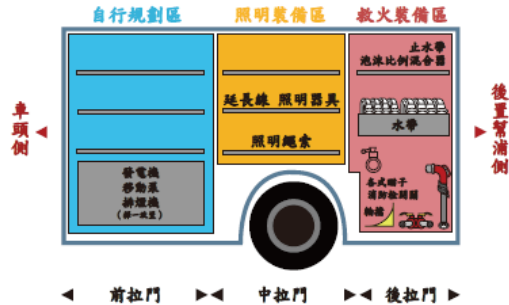 自行規劃區 照明裝備區 救火裝備區
止水帶
泡沫比例混合器
延長線 照明器具
水帶
照明繩索
車頭側
後置幫浦側
發電機
移動泵
排煙機
(擇一放置)
各式瞄子
消防栓開關
前拉門 中拉門 後拉門